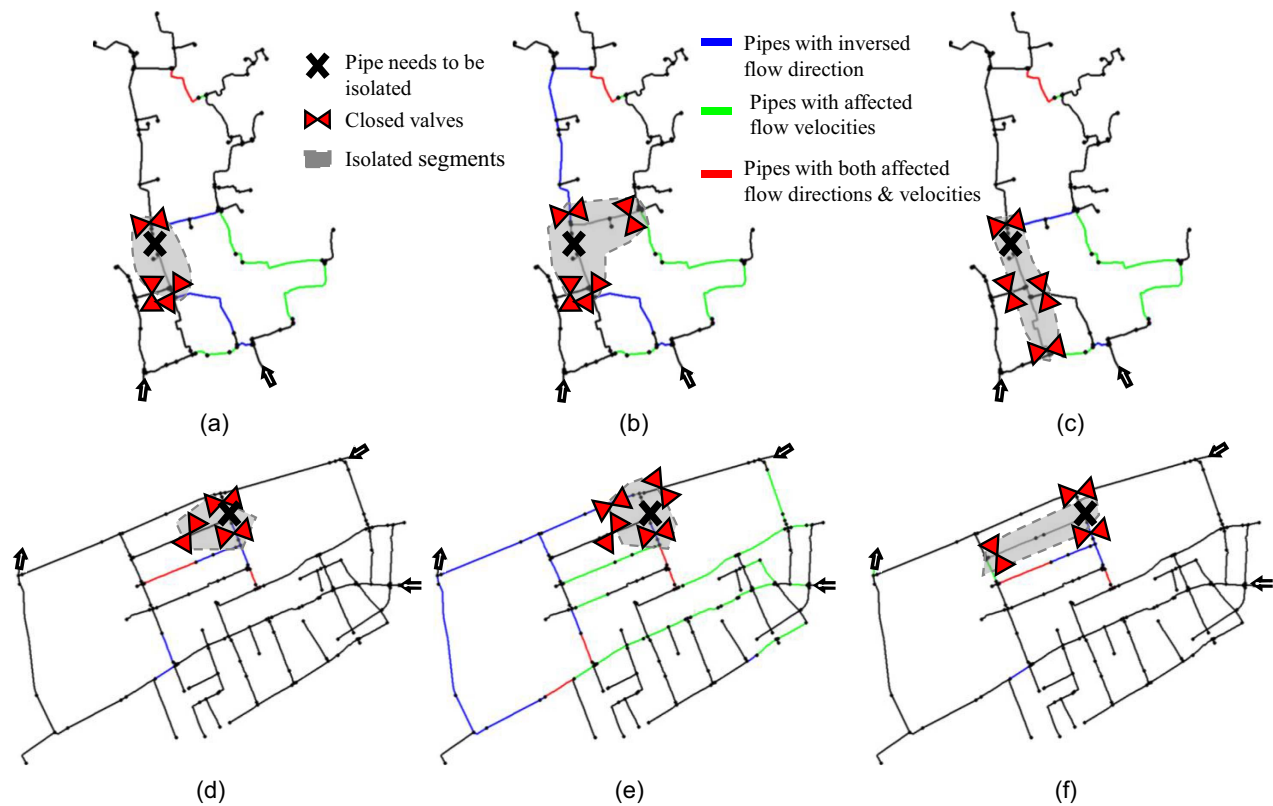 Pipe needs to be
isolated
Closed valves
Isolated segments
Pipes with inversed
flow direction
Pipes with affected
flow velocities
Pipes with both affected
flow directions & velocities
(a)
(b)
(c)
(d)
(e)
(f)